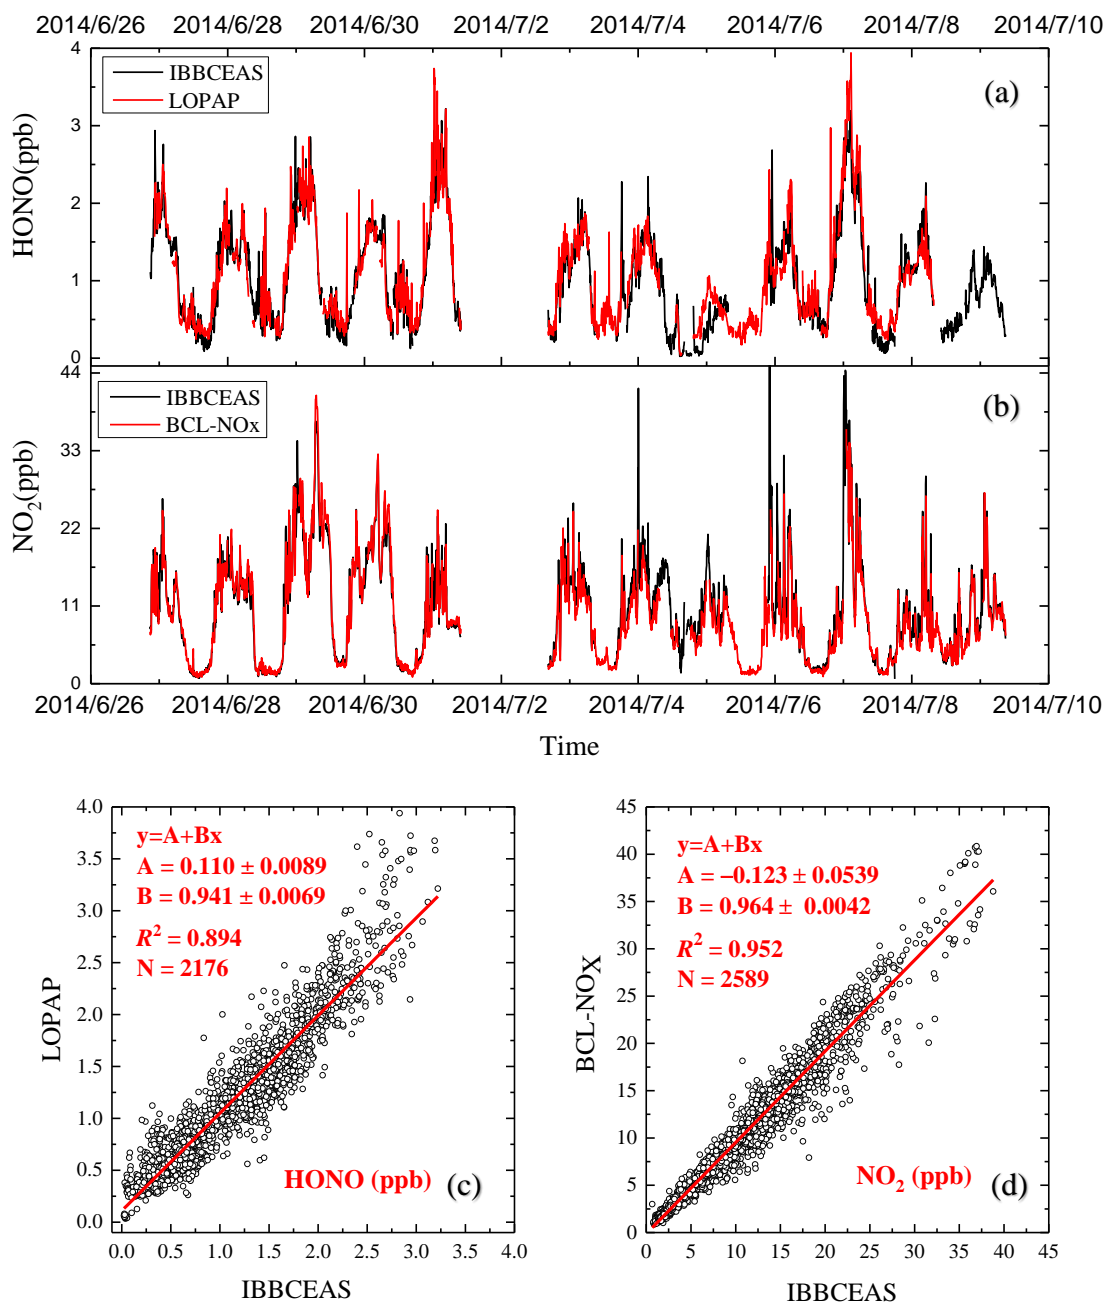 2014/6/26 2014/6/28 2014/6/30 2014/7/2 2014/7/4 2014/7/6 2014/7/8 2014/7/10
4
3
2
1
0
HONO(ppb)
IBBCEAS
LOPAP
(a)
44
33
22
11
0
NO₂(ppb)
IBBCEAS
BCL-NOx
(b)
2014/6/26 2014/6/28 2014/6/30 2014/7/2 2014/7/4 2014/7/6 2014/7/8 2014/7/10
Time
4.0
3.5
3.0
2.5
2.0
1.5
1.0
0.5
0.0
LOPAP
y=A+Bx
A = 0.110 ± 0.0089
B = 0.941 ± 0.0069
R² = 0.894
N = 2176
HONO (ppb)
(c)
0.0 0.5 1.0 1.5 2.0 2.5 3.0 3.5 4.0
IBBCEAS
45
40
35
30
25
20
15
10
5
0
BCL-NOX
y=A+Bx
A = −0.123 ± 0.0539
B = 0.964 ± 0.0042
R² = 0.952
N = 2589
NO₂ (ppb)
(d)
0 5 10 15 20 25 30 35 40 45
IBBCEAS